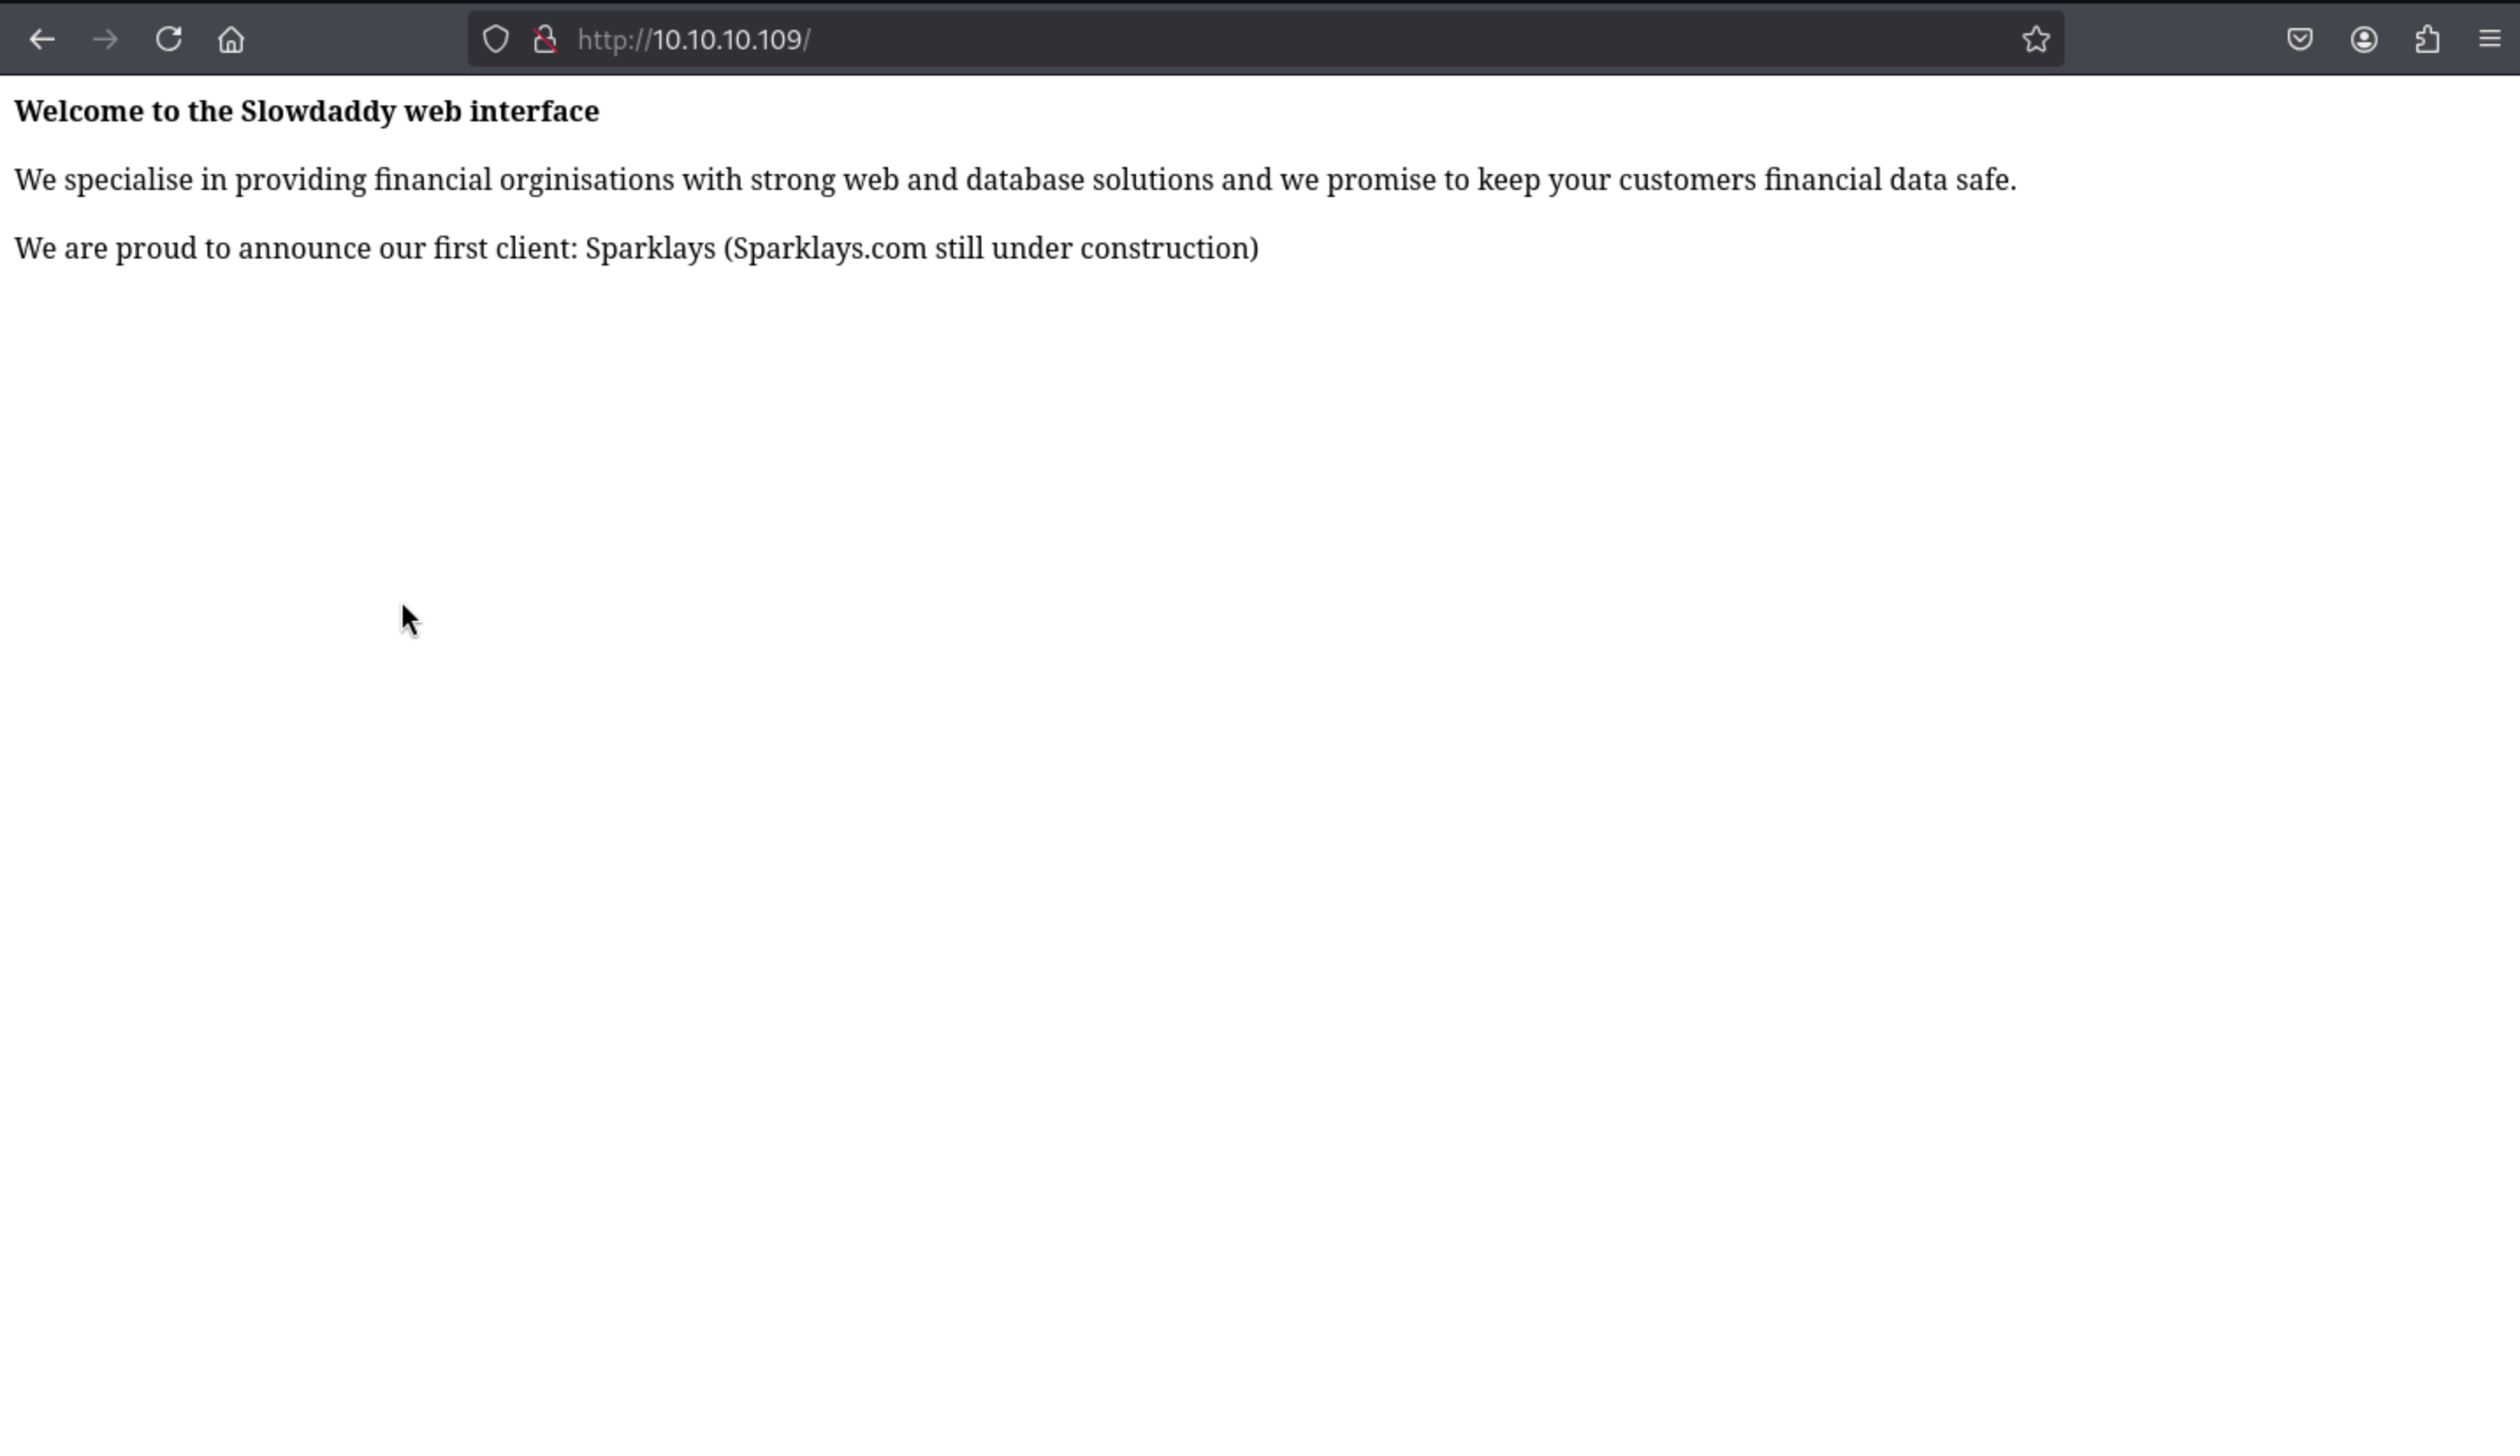 http://10.10.10.109/
Welcome to the Slowdaddy web interface
We specialise in providing financial orginisations with strong web and database solutions and we promise to keep your customers financial data safe.
We are proud to announce our first client: Sparklays (Sparklays.com still under construction)